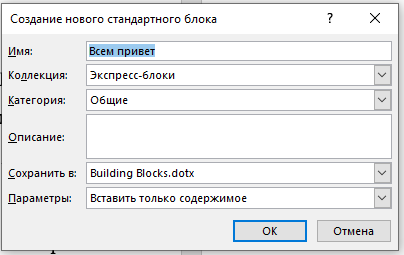 Создание нового стандартного блока
Имя: Всем привет
Коллекция: Экспресс-блоки
Категория: Общие
Описание:
Сохранить в: Building Blocks.dotx
Параметры: Вставить только содержимое
ОК Отмена